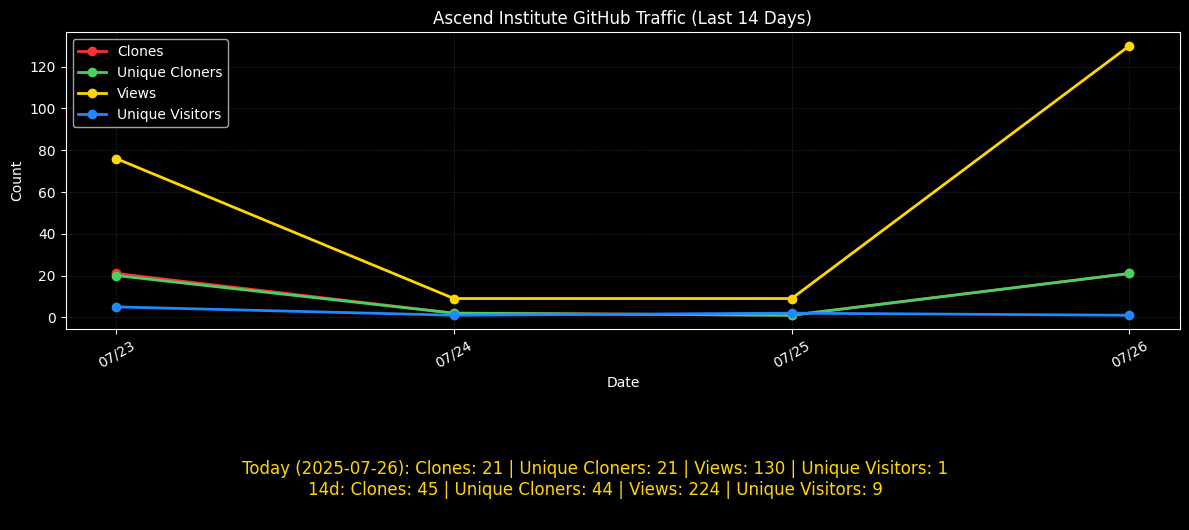 Ascend Institute GitHub Traffic (Last 14 Days)
Clones
Unique Cloners
Views
Unique Visitors
Count
120
100
80
60
40
20
0
07/23
07/24
07/25
07/26
Date
Today (2025-07-26): Clones: 21 | Unique Cloners: 21 | Views: 130 | Unique Visitors: 1
14d: Clones: 45 | Unique Cloners: 44 | Views: 224 | Unique Visitors: 9